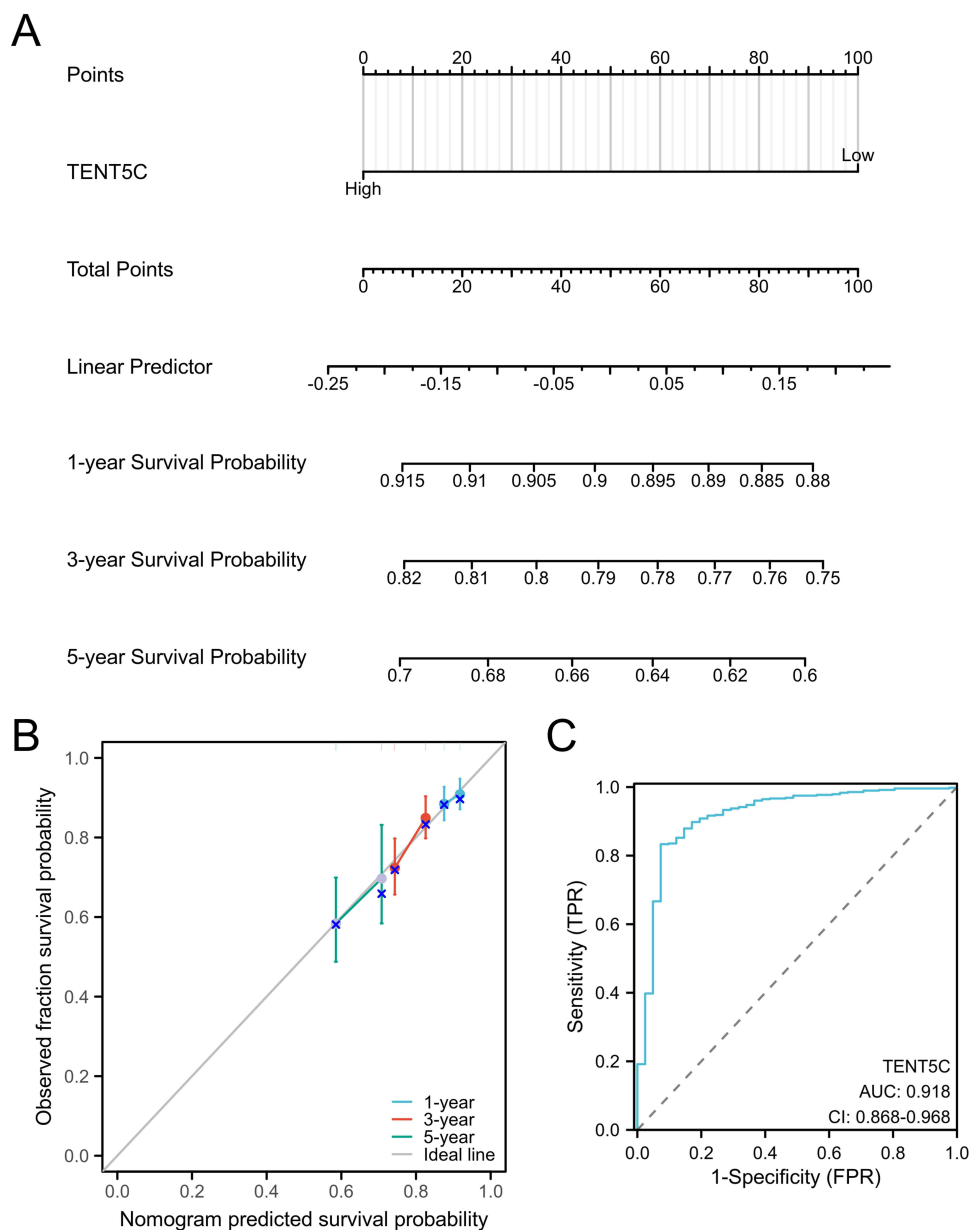 A
0 20 40 60 80 100
Points
Low
TENT5C
High
Total Points
0 20 40 60 80 100
Linear Predictor
-0.25 -0.15 -0.05 0.05 0.15
1-year Survival Probability
0.915 0.91 0.905 0.9 0.895 0.89 0.885 0.88
3-year Survival Probability
0.82 0.81 0.8 0.79 0.78 0.77 0.76 0.75
5-year Survival Probability
0.7 0.68 0.66 0.64 0.62 0.6
B
Observed fraction survival probability
1.0
0.8
0.6
0.4
0.2
0.0
1-year
3-year
5-year
Ideal line
0.0 0.2 0.4 0.6 0.8 1.0
Nomogram predicted survival probability
C
Sensitivity (TPR)
1.0
0.8
0.6
0.4
0.2
0.0
TENT5C
AUC: 0.918
CI: 0.868-0.968
0.0 0.2 0.4 0.6 0.8 1.0
1-Specificity (FPR)